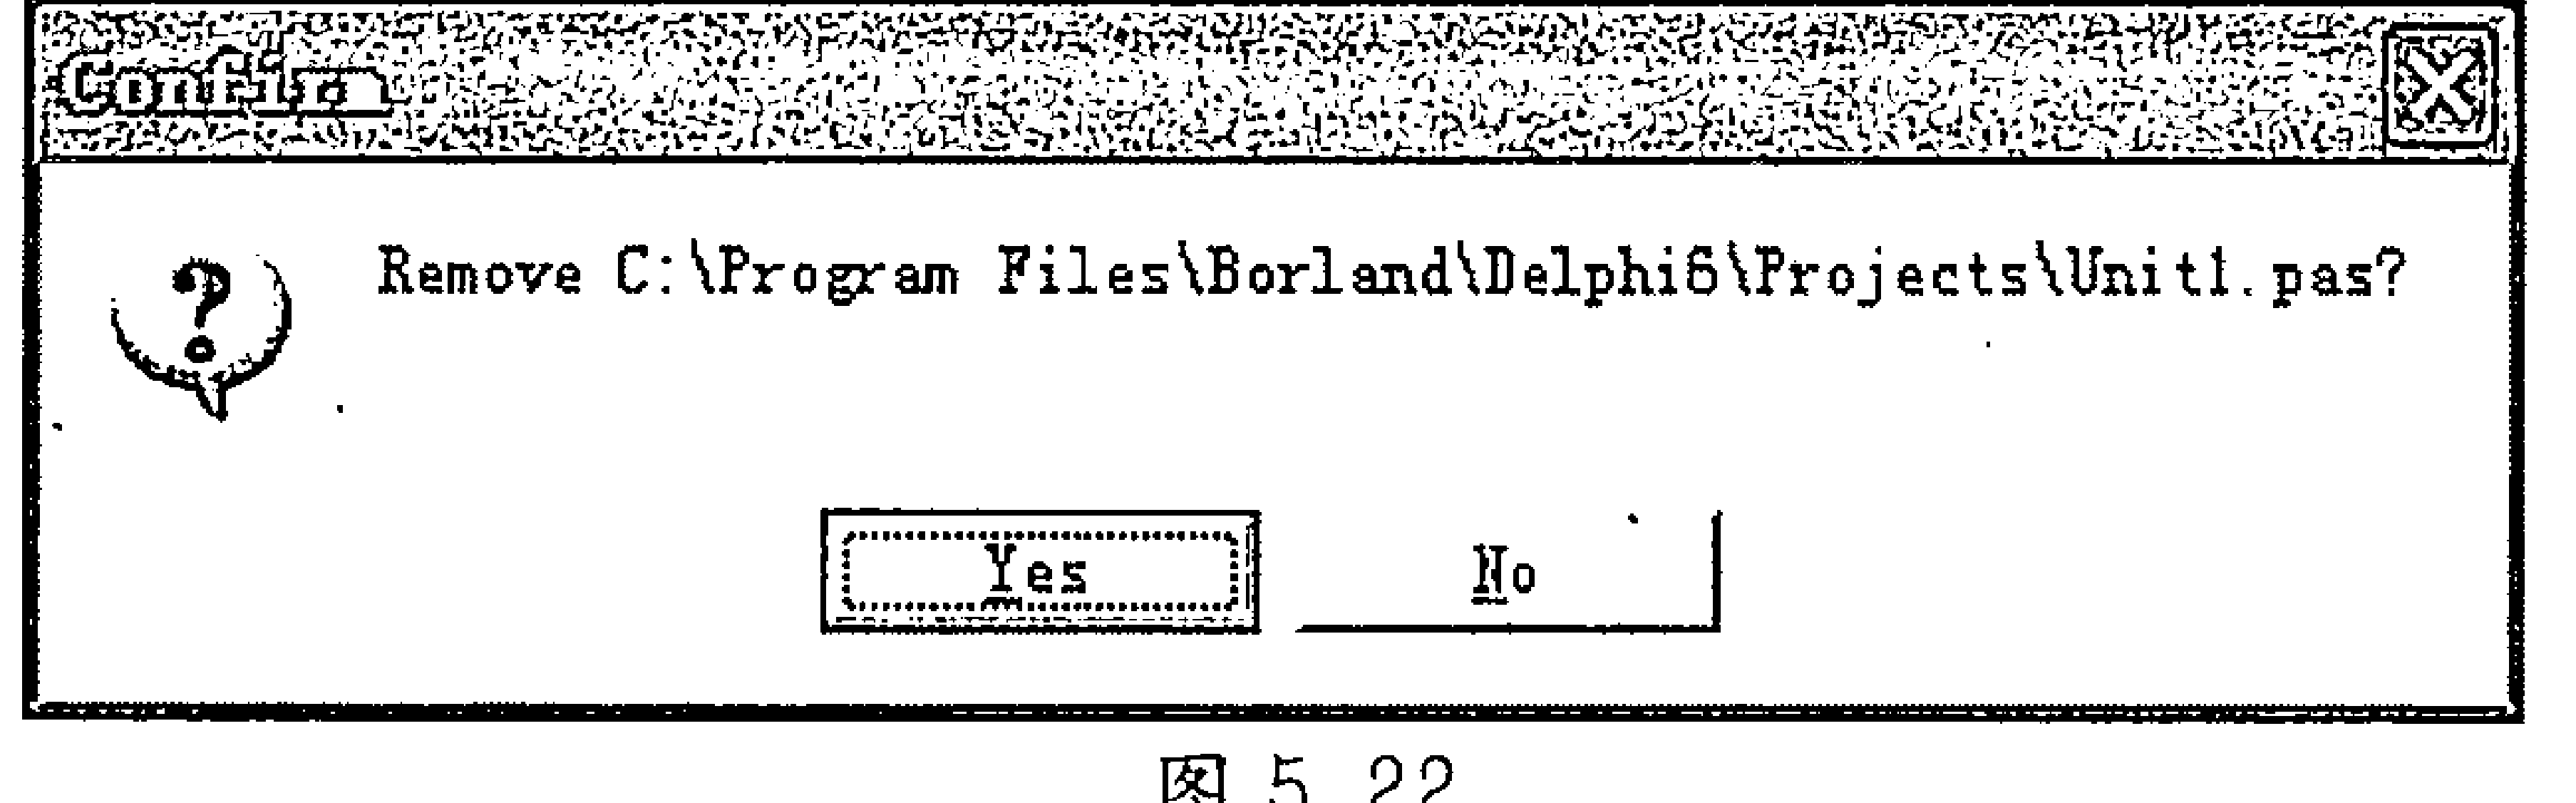 Confirm
Remove C:\Program Files\Borland\Delphi6\Projects\Unit1.pas?
Yes No
图 5 22